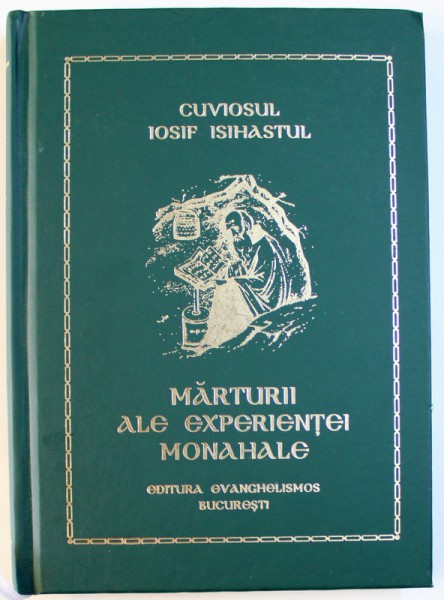 CUVIOSUL
IOSIF ISIHASTUL
MĂRTURII
ALE EXPERIENȚEI
MONAHALE
EDITURA EVANGHELISMOS
BUCUREȘTI